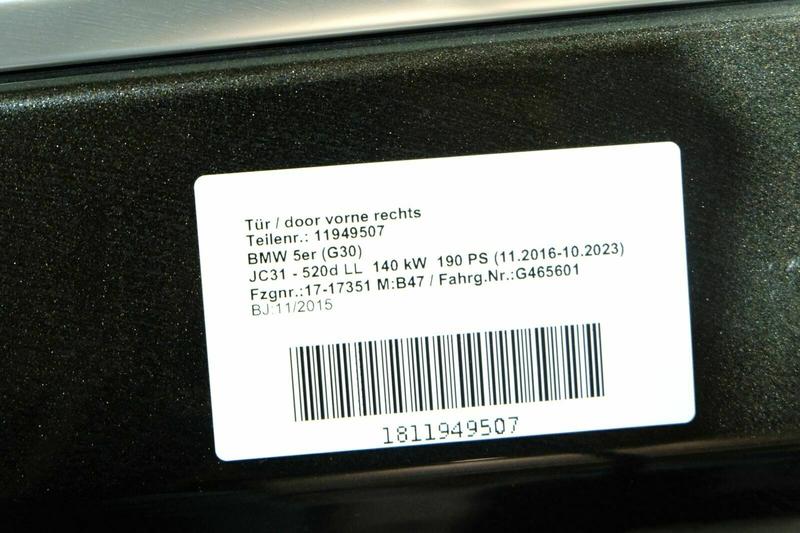 Tür / door vorne rechts
Teilenr.: 11949507
BMW 5er (G30)
JC31 - 520d LL 140 kW 190 PS (11.2016-10.2023)
Fzgnr.:17-17351 M:B47 / Fahrg.Nr.:G465601
BJ:11/2015
1811949507